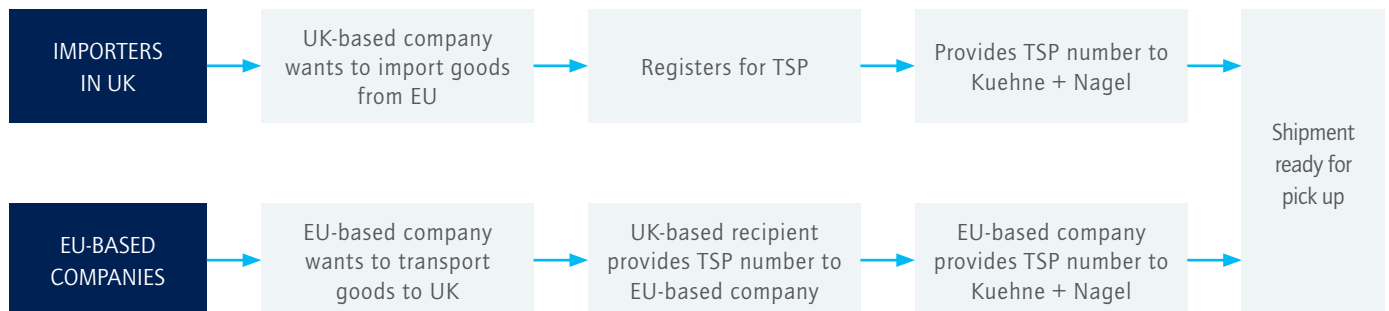 IMPORTERS
IN UK
UK-based company
wants to import goods
from EU
Registers for TSP
Provides TSP number to
Kuehne + Nagel
Shipment
ready for
pick up
EU-BASED
COMPANIES
EU-based company
wants to transport
goods to UK
UK-based recipient
provides TSP number to
EU-based company
EU-based company
provides TSP number to
Kuehne + Nagel